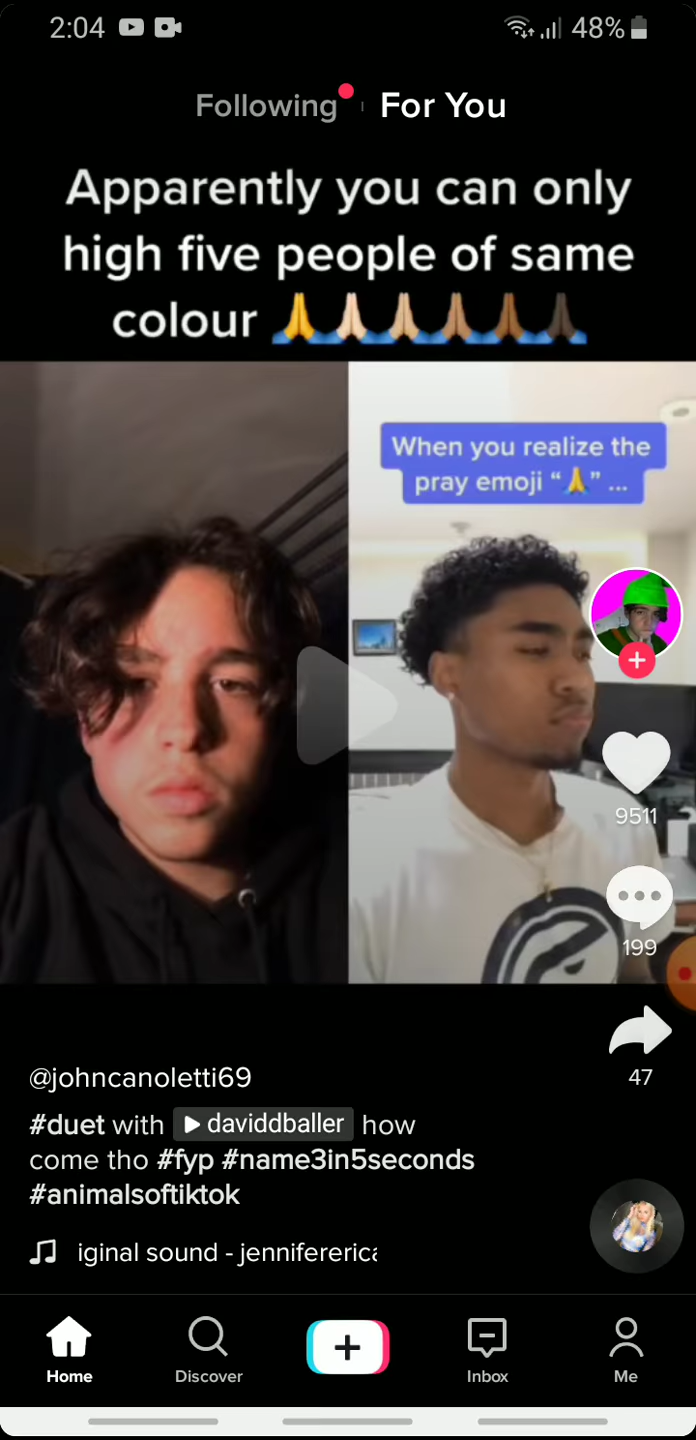 2:04 48%
Following For You
Apparently you can only
high five people of same
colour 🙏🙏🏻🙏🏼🙏🏽🙏🏾🙏🏿
When you realize the
pray emoji “🙏” ...
9511
199
47
@johncanoletti69
#duet with daviddballer how
come tho #fyp #name3in5seconds
#animalsoftiktok
iginal sound - jennifererica
Home Discover Inbox Me